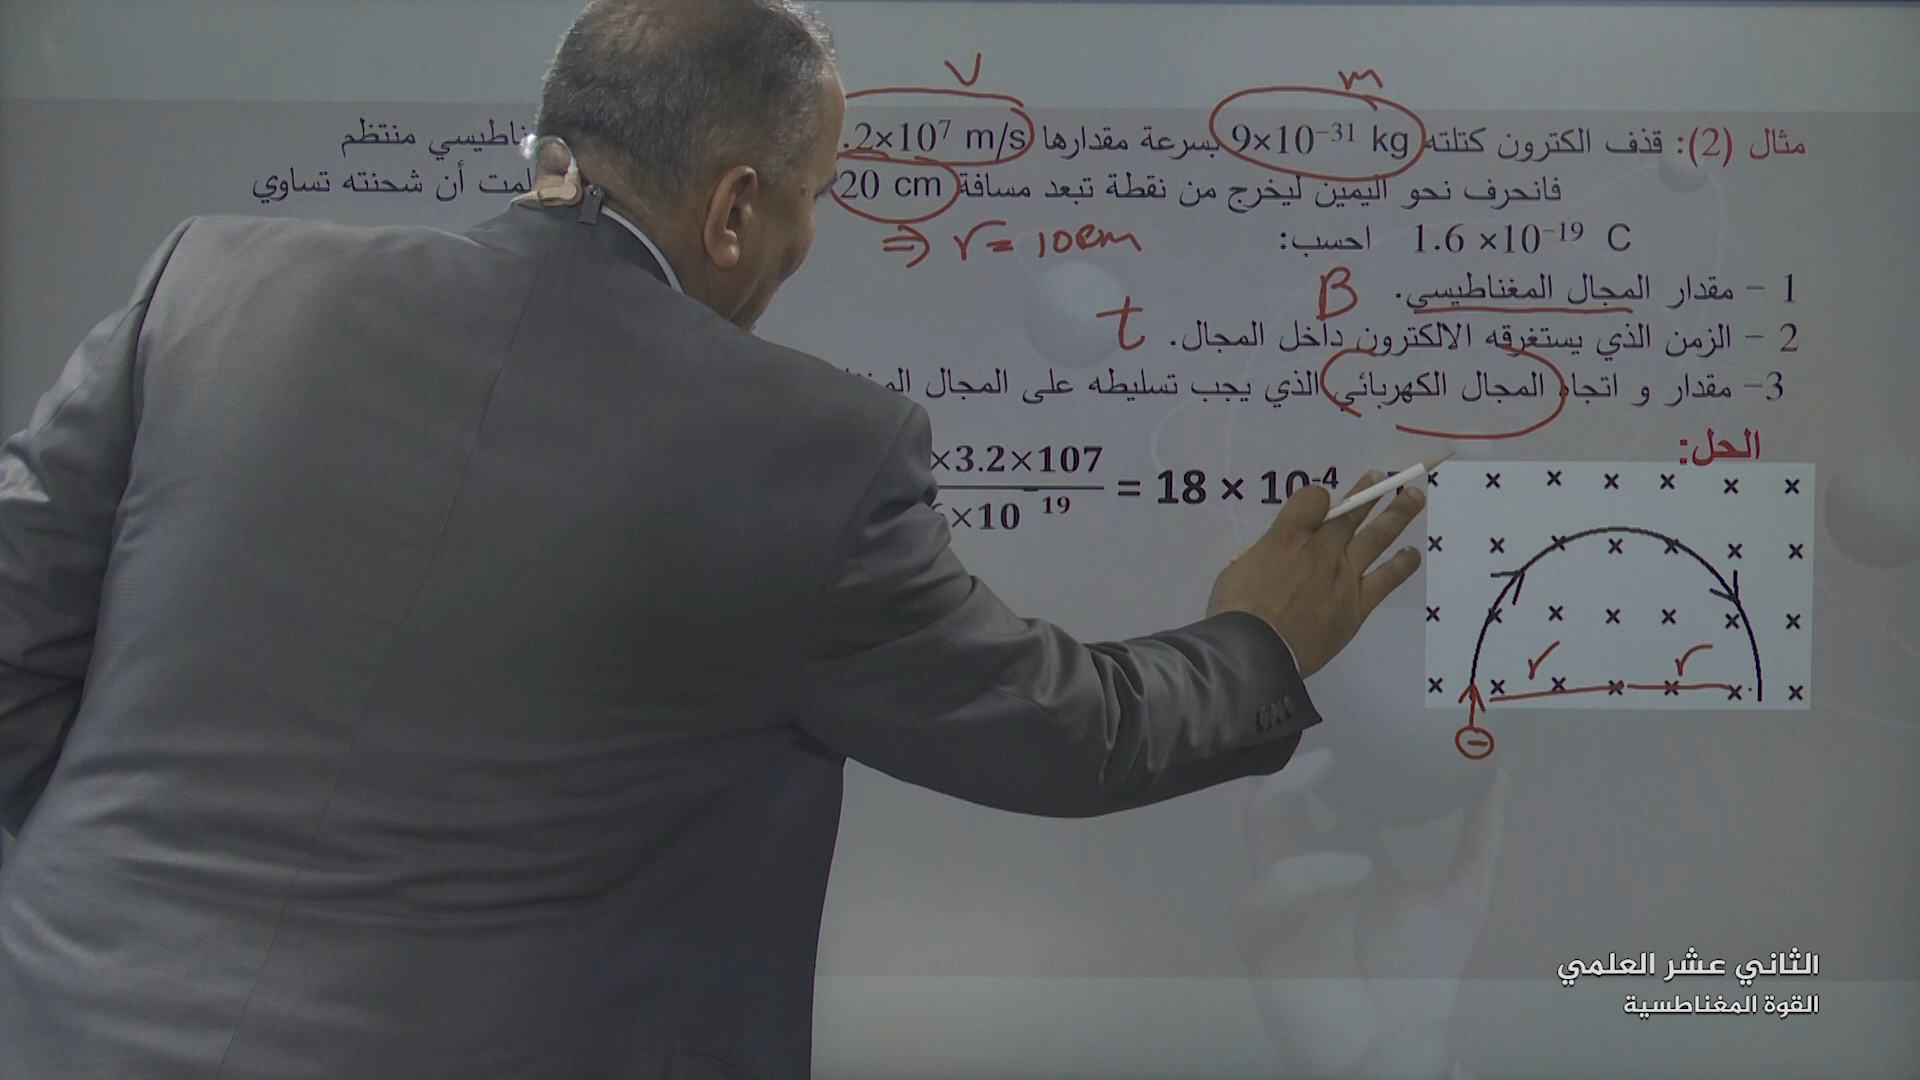 V
m
مثال (2): قذف الكترون كتلته 9×10⁻³¹ kg بسرعة مقدارها .2×10⁷ m/s ناطيسي منتظم
فانحرف نحو اليمين ليخرج من نقطة تبعد مسافة 20 cm لمت أن شحنته تساوي
1.6 ×10⁻¹⁹ C احسب:
⇒ r = 10cm
1 – مقدار المجال المغناطيسي.
B
2 – الزمن الذي يستغرقه الالكترون داخل المجال.
t
3– مقدار و اتجاه المجال الكهربائي الذي يجب تسليطه على المجال
الحل:
×3.2×107
×10⁻ ¹⁹
= 18 × 10⁻⁴
x x x x x x x
x x x x x x x
x x x x x x x
r r
x x x x x x x
−
الثاني عشر العلمي
القوة المغناطسية